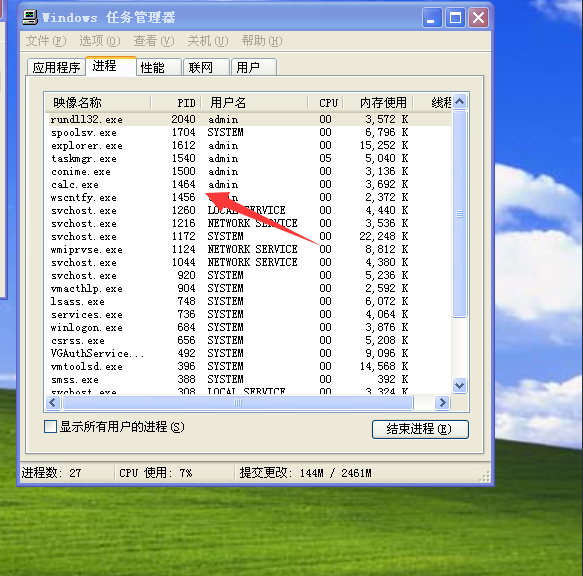 Windows 任务管理器
文件(F) 选项(O) 查看(V) 关机(U) 帮助(H)
应用程序 进程 性能 联网 用户
映像名称 PID 用户名 CPU 内存使用 线程
rundll32.exe 2040 admin 00 3,572 K
spoolsv.exe 1704 SYSTEM 00 6,796 K
explorer.exe 1612 admin 00 15,252 K
taskmgr.exe 1540 admin 05 5,040 K
conime.exe 1500 admin 00 3,136 K
calc.exe 1464 admin 00 3,692 K
wscntfy.exe 1456 admin 00 2,372 K
svchost.exe 1260 LOCAL SERVICE 00 4,440 K
svchost.exe 1216 NETWORK SERVICE 00 3,536 K
svchost.exe 1172 SYSTEM 00 22,248 K
wmiprvse.exe 1124 NETWORK SERVICE 00 8,812 K
svchost.exe 1044 NETWORK SERVICE 00 4,380 K
svchost.exe 920 SYSTEM 00 5,236 K
vmacthlp.exe 904 SYSTEM 00 2,592 K
lsass.exe 748 SYSTEM 00 6,072 K
services.exe 736 SYSTEM 00 4,064 K
winlogon.exe 684 SYSTEM 00 3,876 K
csrss.exe 656 SYSTEM 00 5,208 K
VGAuthService... 492 SYSTEM 00 9,096 K
vmtoolsd.exe 396 SYSTEM 00 14,568 K
smss.exe 388 SYSTEM 00 392 K
svchost.exe 308 LOCAL SERVICE 00 3,324 K
显示所有用户的进程(S)
结束进程(E)
进程数: 27 CPU 使用: 7% 提交更改: 144M / 2461M